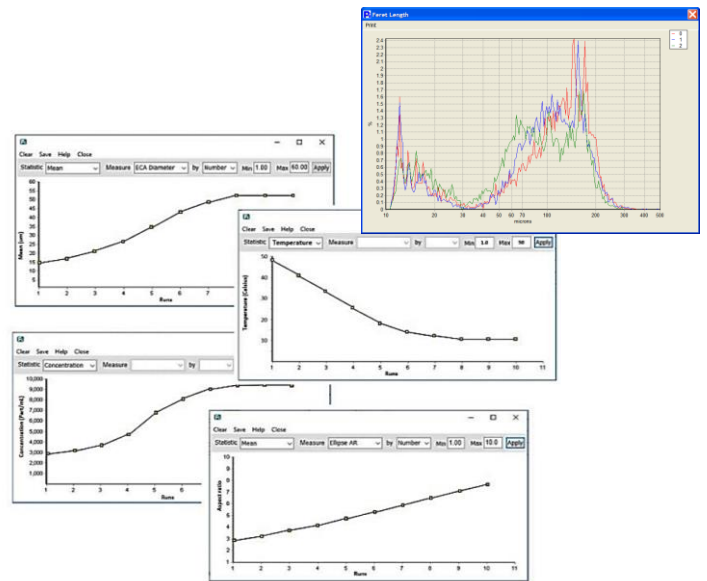 Feret Length
Print
0
1
2
2.4
2.3
2.2
2.1
2
1.9
1.8
1.7
1.6
1.5
1.4
1.3
1.2
1.1
1
0.9
0.8
0.7
0.6
0.5
0.4
0.3
0.2
0.1
0
%
10 20 30 40 50 60 70 100 200 300 400 600
microns
Clear Save Help Close
Statistic Mean Measure ECA Diameter by Number Min 1.00 Max 60.00 Apply
60
55
50
45
40
35
30
25
20
15
10
5
Mean [um]
1 2 3 4 5 6 7
Runs
Clear Save Help Close
Statistic Temperature Measure by Min 1.0 Max 50 Apply
50
40
30
20
10
Temperature [Celsius]
1 2 3 4 5 6 7 8 9 10 11
Runs
Clear Save Help Close
Statistic Concentration Measure by
10,000
9,000
8,000
7,000
6,000
5,000
4,000
3,000
2,000
1,000
Concentration [Part/mL]
1 2 3 4 5 6
Runs
Clear Save Help Close
Statistic Mean Measure Ellipse AR. by Number Min 1.00 Max 10.0 Apply
10
9
8
7
6
5
4
3
2
1
Aspect ratio
1 2 3 4 5 6 7 8 9 10 11
Runs